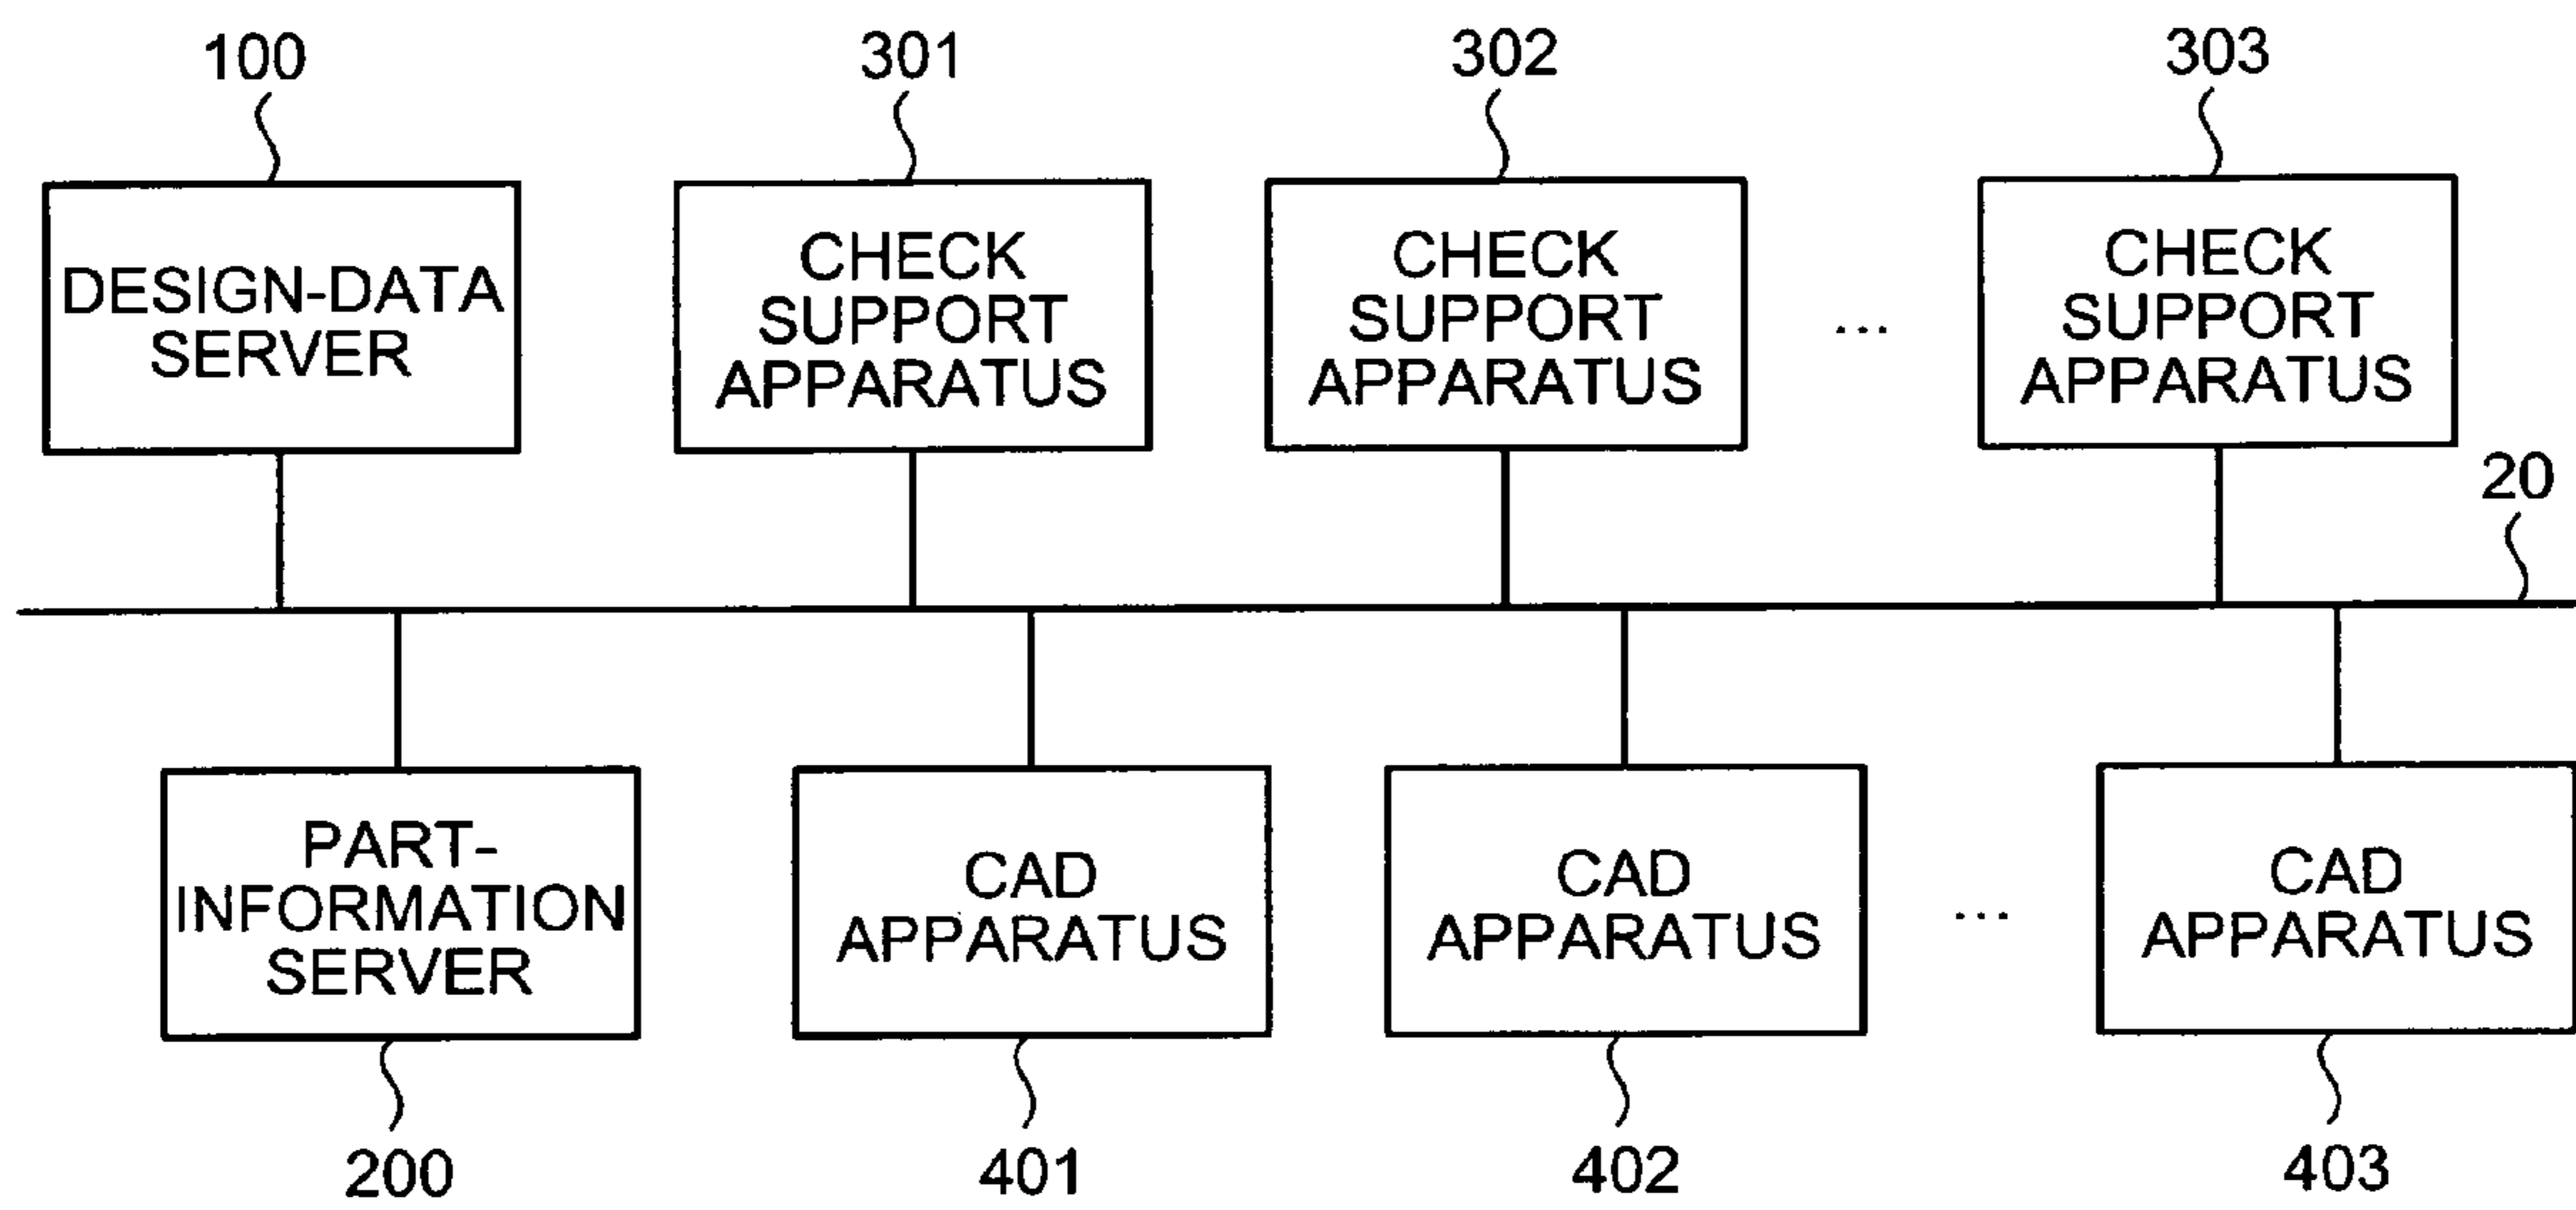 100
301
302
303
DESIGN-DATA
SERVER
CHECK
SUPPORT
APPARATUS
CHECK
SUPPORT
APPARATUS
...
CHECK
SUPPORT
APPARATUS
20
PART-
INFORMATION
SERVER
CAD
APPARATUS
CAD
APPARATUS
...
CAD
APPARATUS
200
401
402
403